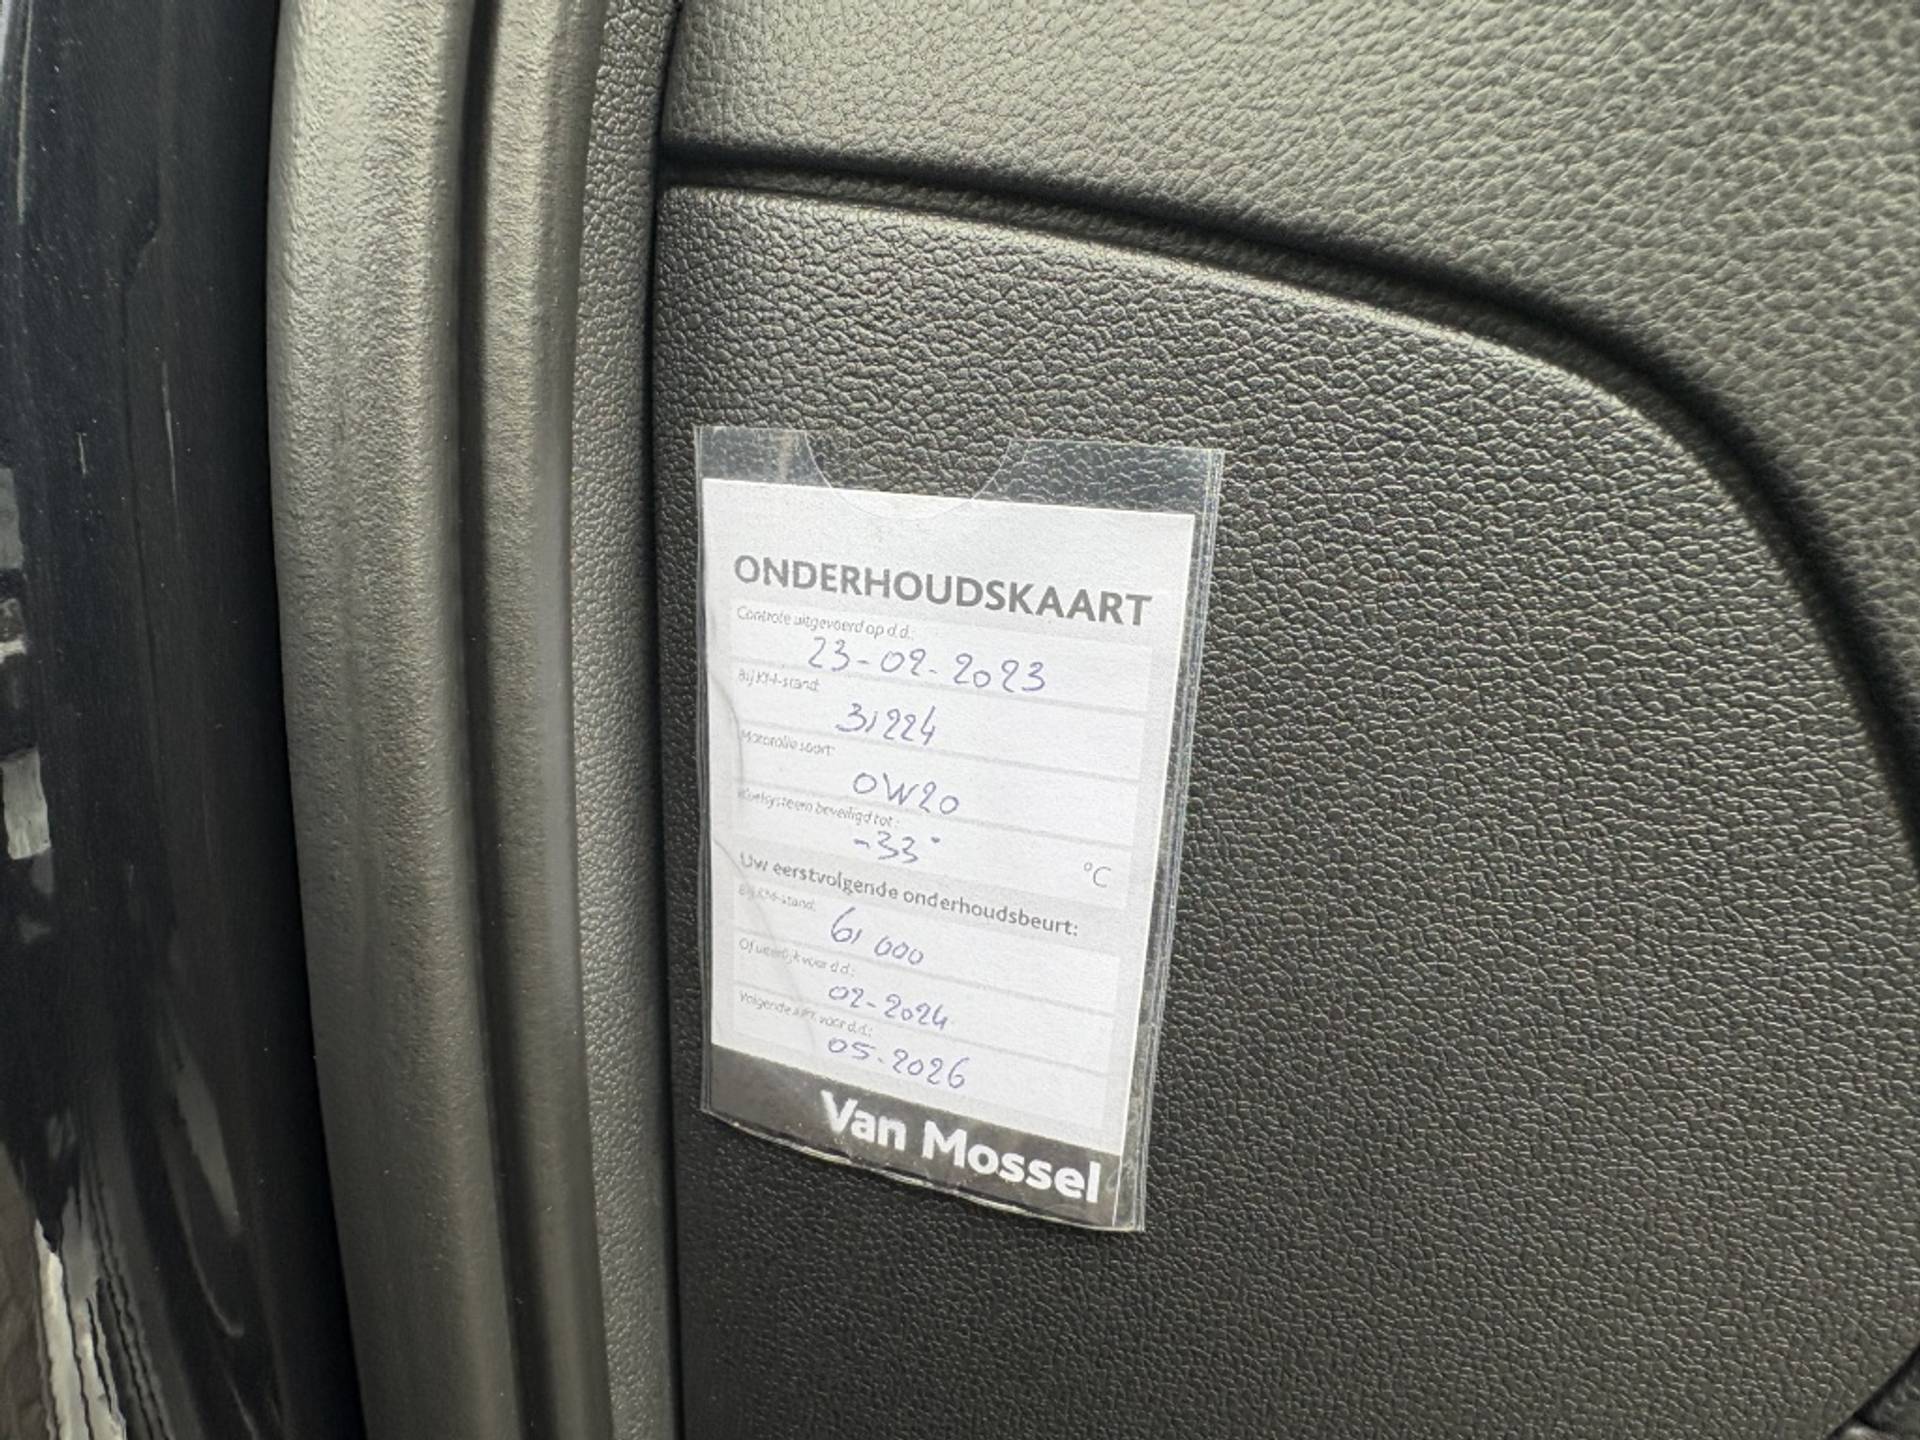 ONDERHOUDSKAART
Controle uitgevoerd op d.d.:
23-02-2023
Bij KM-stand:
31224
Motorolie soort:
0W20
Koelsysteem beveiligd tot:
-33° °C
Uw eerstvolgende onderhoudsbeurt:
Bij KM-stand:
61000
Of uiterlijk voor d.d.:
02-2024
Volgende APK voor d.d.:
05-2026
Van Mossel